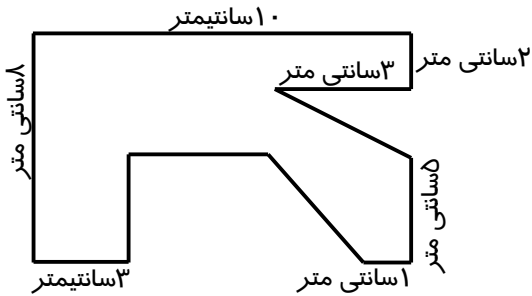 ۱۰سانتیمتر
۲سانتی متر
۳سانتی متر
۸سانتی متر
۵سانتی متر
۳سانتیمتر
۱سانتی متر